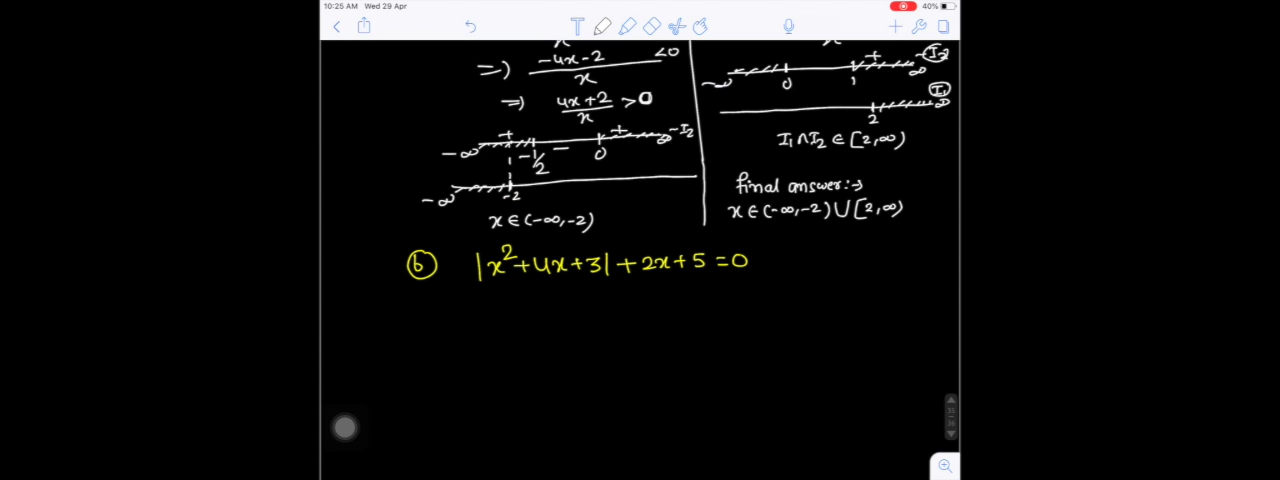 10:25 AM Wed 29 Apr
40%
x
=> -4x-2 / x <0
=> 4x+2 / x >0
+ + -I2
-∞ -1/2 - 0 ∞
-∞ -2
x ∈ (-∞,-2)
x
+ -I2
-∞ 0 1 ∞
I1
2 ∞
I1∩I2 ∈ [2,∞)
final answer:→
x ∈ (-∞,-2) ∪ [2,∞)
6 |x²+4x+3|+2x+5=0